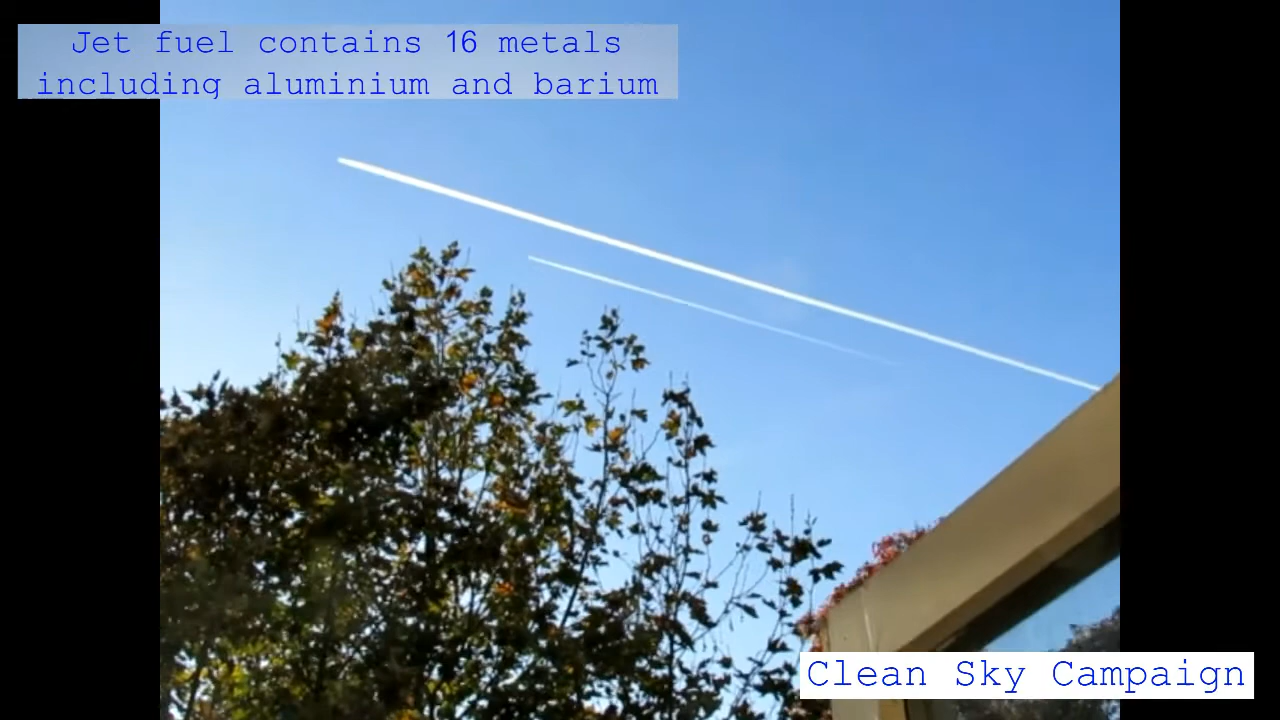 Jet fuel contains 16 metals
including aluminium and barium
Clean Sky Campaign